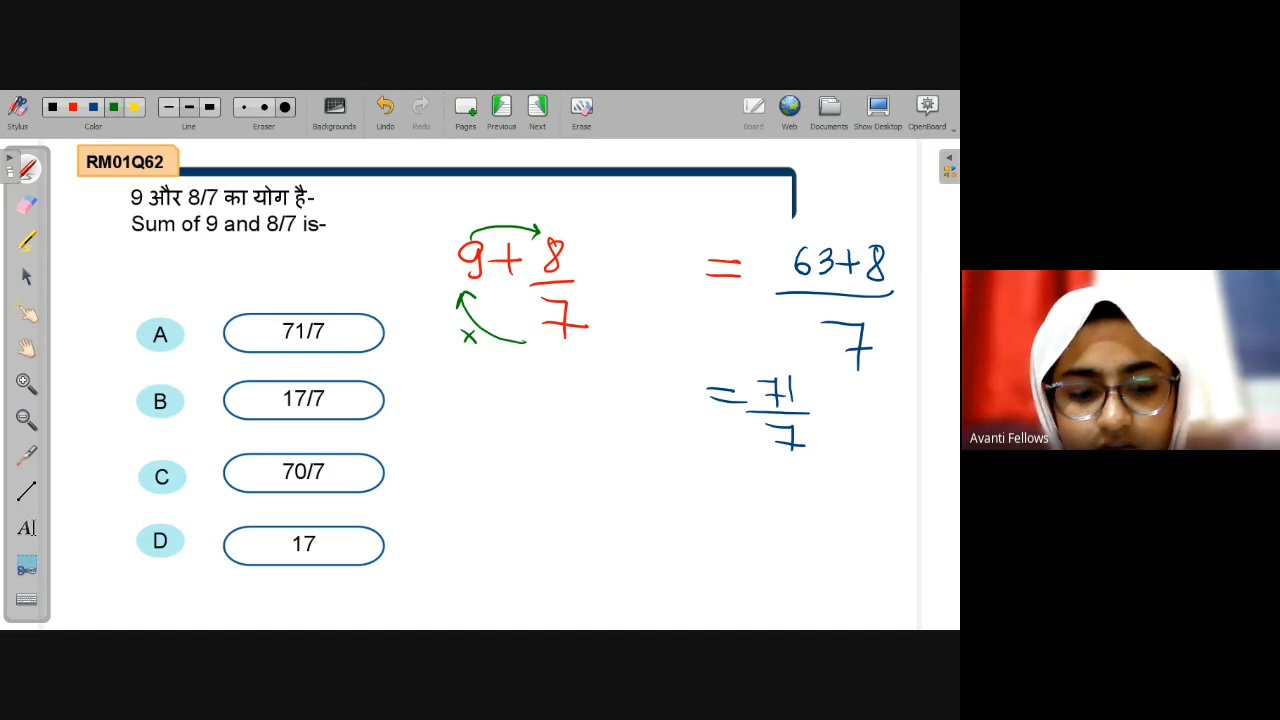 Stylus
Color
Line
Eraser
Backgrounds
Undo
Redo
Pages
Previous
Next
Erase
Board
Web
Documents
Show Desktop
OpenBoard
RM01Q62
9 और 8/7 का योग है-
Sum of 9 and 8/7 is-
9 + 8/7 = 63+8/7
×
= 71/7
A 71/7
B 17/7
C 70/7
D 17
AI
Avanti Fellows